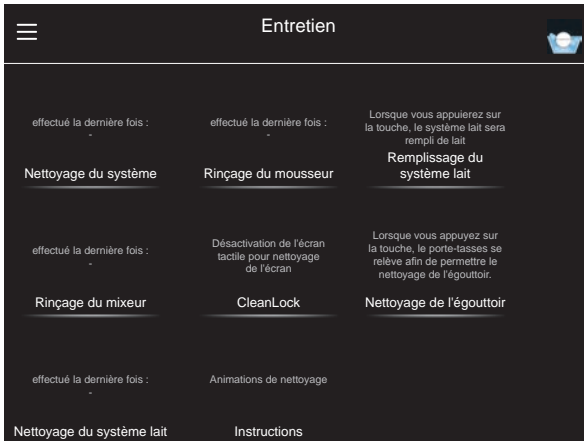 Entretien
effectué la dernière fois :
-
Nettoyage du système
effectué la dernière fois :
-
Rinçage du mousseur
Lorsque vous appuierez sur
la touche, le système lait sera
rempli de lait
Remplissage du
système lait
effectué la dernière fois :
-
Rinçage du mixeur
Désactivation de l'écran
tactile pour nettoyage
de l'écran
CleanLock
Lorsque vous appuyez sur
la touche, le porte-tasses se
relève afin de permettre le
nettoyage de l'égouttoir.
Nettoyage de l'égouttoir
effectué la dernière fois :
-
Nettoyage du système lait
Animations de nettoyage
Instructions